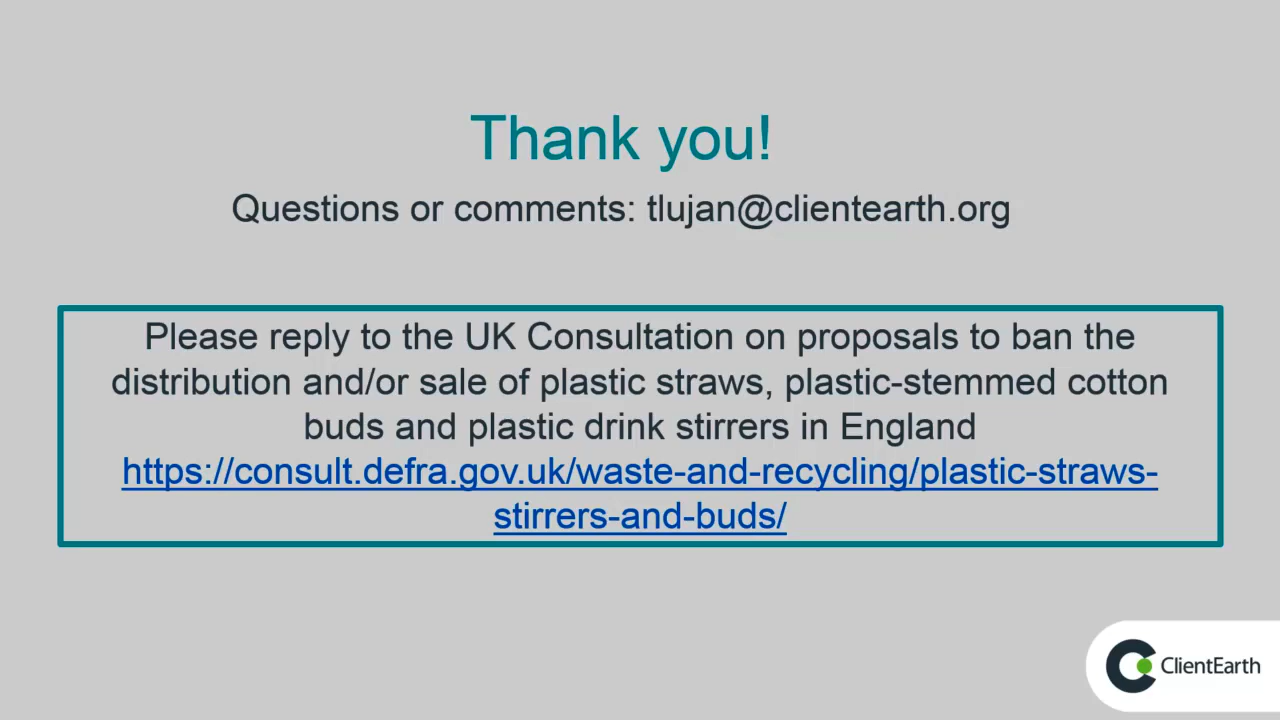 Thank you!
Questions or comments: tlujan@clientearth.org
Please reply to the UK Consultation on proposals to ban the
distribution and/or sale of plastic straws, plastic-stemmed cotton
buds and plastic drink stirrers in England
https://consult.defra.gov.uk/waste-and-recycling/plastic-straws-
stirrers-and-buds/
ClientEarth